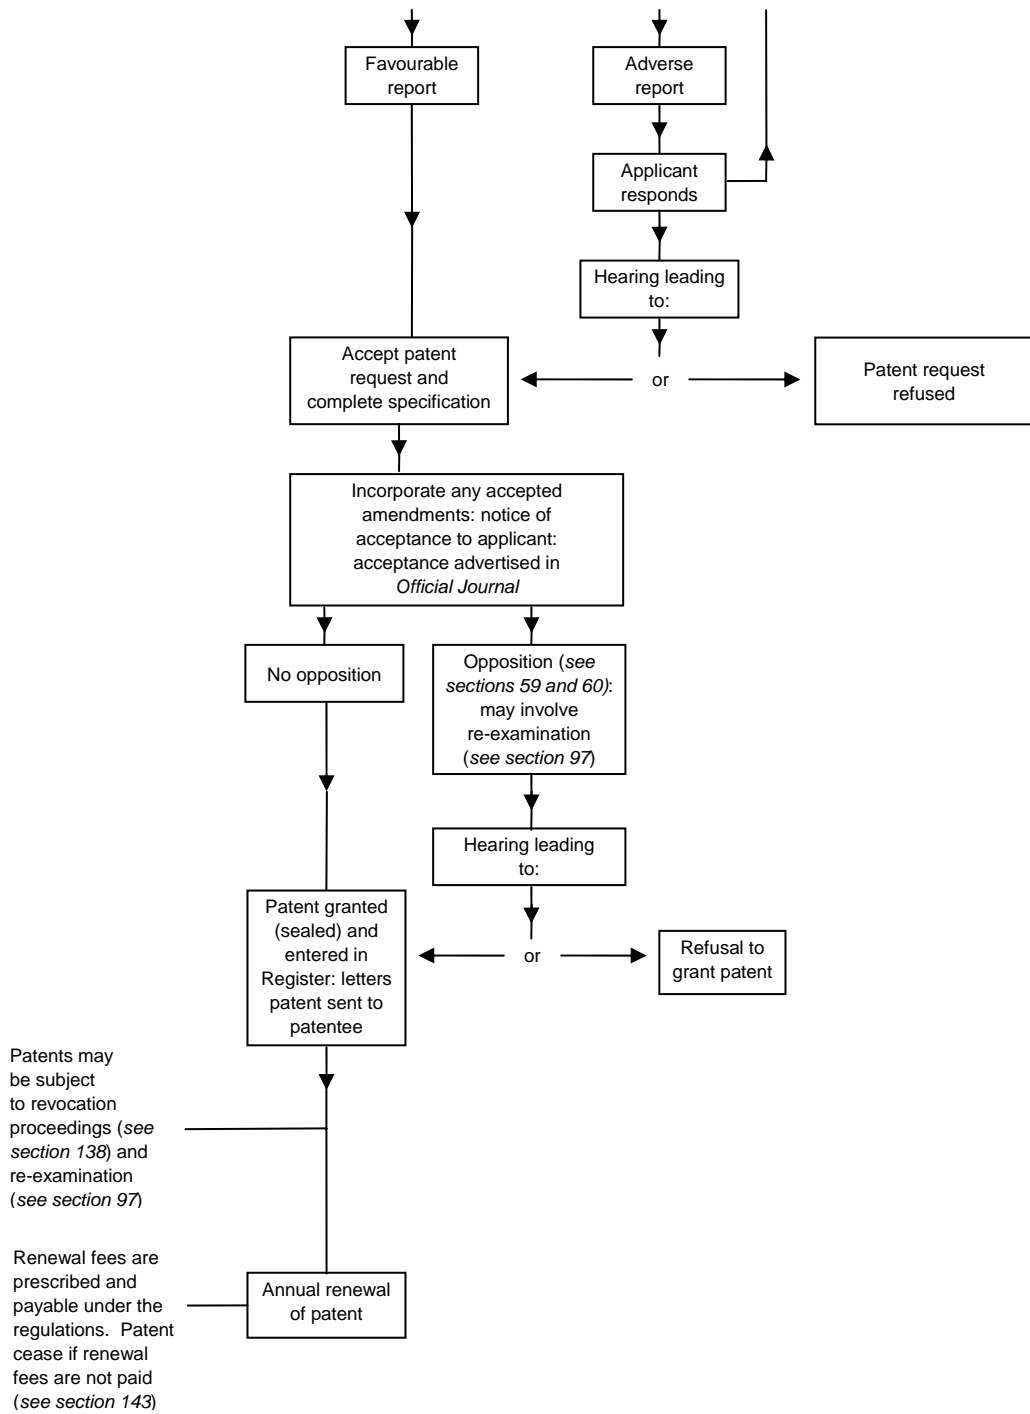 Favourable
report
Adverse
report
Applicant
responds
Hearing leading
to:
Accept patent
request and
complete specification
or
Patent request
refused
Incorporate any accepted
amendments: notice of
acceptance to applicant:
acceptance advertised in
Official Journal
No opposition
Opposition (see
sections 59 and 60):
may involve
re-examination
(see section 97)
Hearing leading
to:
Patent granted
(sealed) and
entered in
Register: letters
patent sent to
patentee
or
Refusal to
grant patent
Patents may
be subject
to revocation
proceedings (see
section 138) and
re-examination
(see section 97)
Renewal fees are
prescribed and
payable under the
regulations. Patent
cease if renewal
fees are not paid
(see section 143)
Annual renewal
of patent